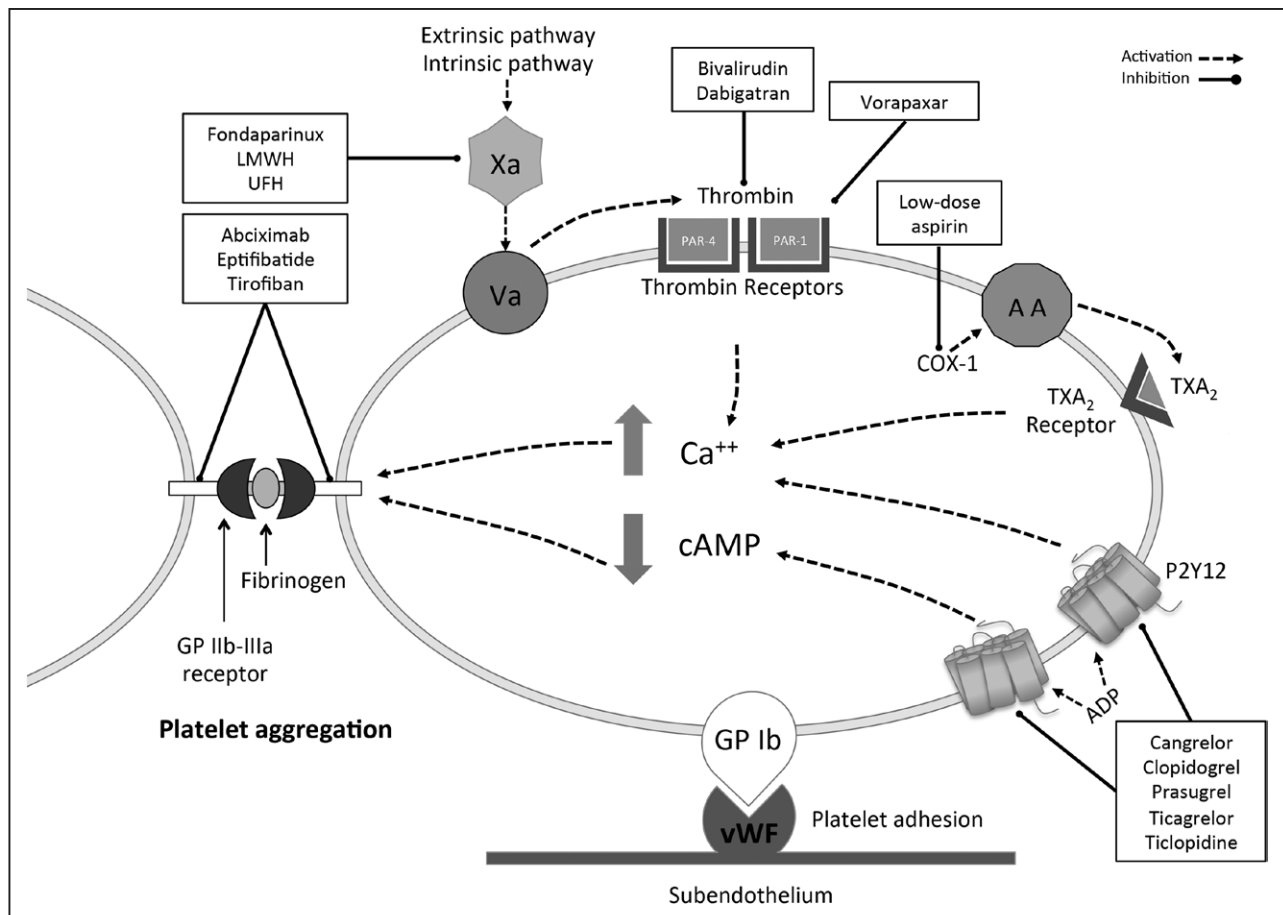 Extrinsic pathway
Intrinsic pathway
Activation
Inhibition
Bivalirudin
Dabigatran
Vorapaxar
Fondaparinux
LMWH
UFH
Xa
Thrombin
Low-dose
aspirin
Abciximab
Eptifibatide
Tirofiban
PAR-4
PAR-1
Thrombin Receptors
Va
A A
COX-1
TXA₂
TXA₂
Receptor
Ca⁺⁺
cAMP
P2Y12
Fibrinogen
GP IIb-IIIa
receptor
ADP
Platelet aggregation
GP Ib
Cangrelor
Clopidogrel
Prasugrel
Ticagrelor
Ticlopidine
vWF
Platelet adhesion
Subendothelium